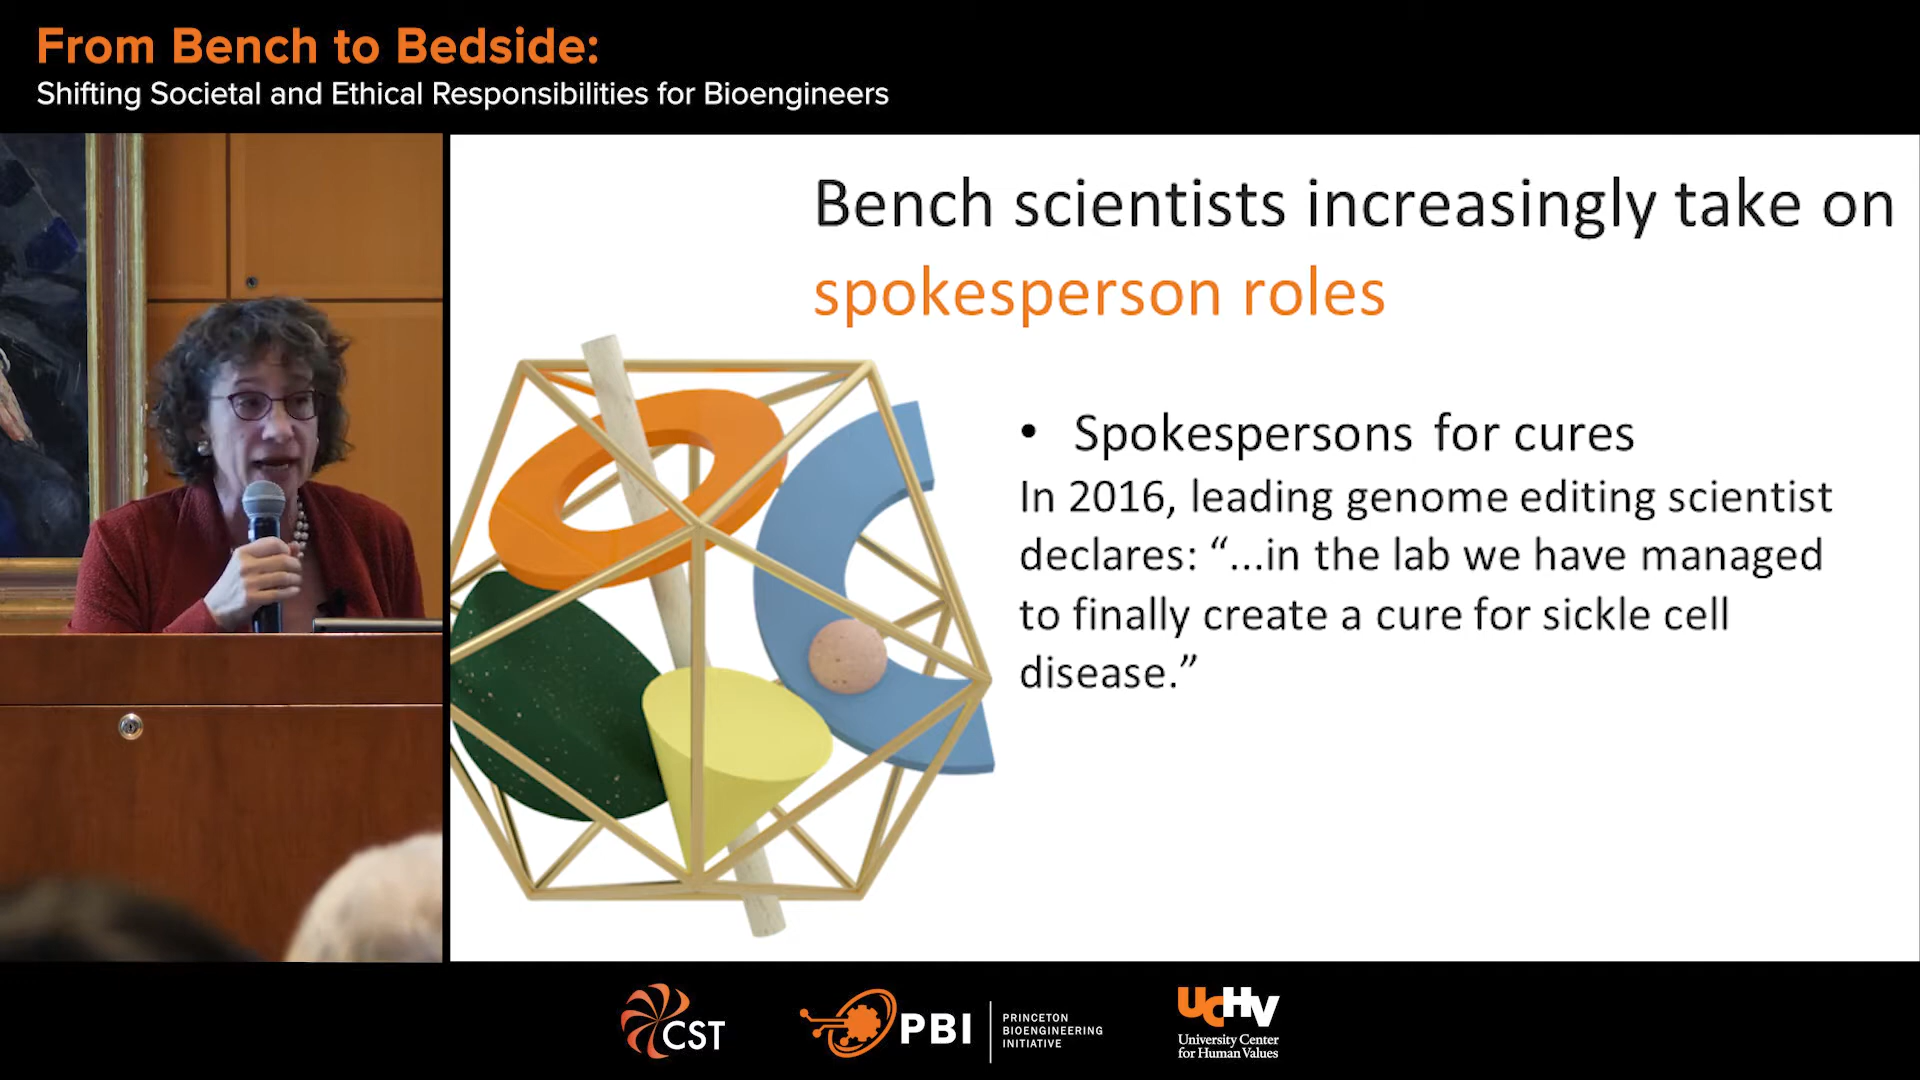 From Bench to Bedside:
Shifting Societal and Ethical Responsibilities for Bioengineers
Bench scientists increasingly take on
spokesperson roles
• Spokespersons for cures
In 2016, leading genome editing scientist
declares: “...in the lab we have managed
to finally create a cure for sickle cell
disease.”
CST
PBI
PRINCETON
BIOENGINEERING
INITIATIVE
UCHV
University Center
for Human Values